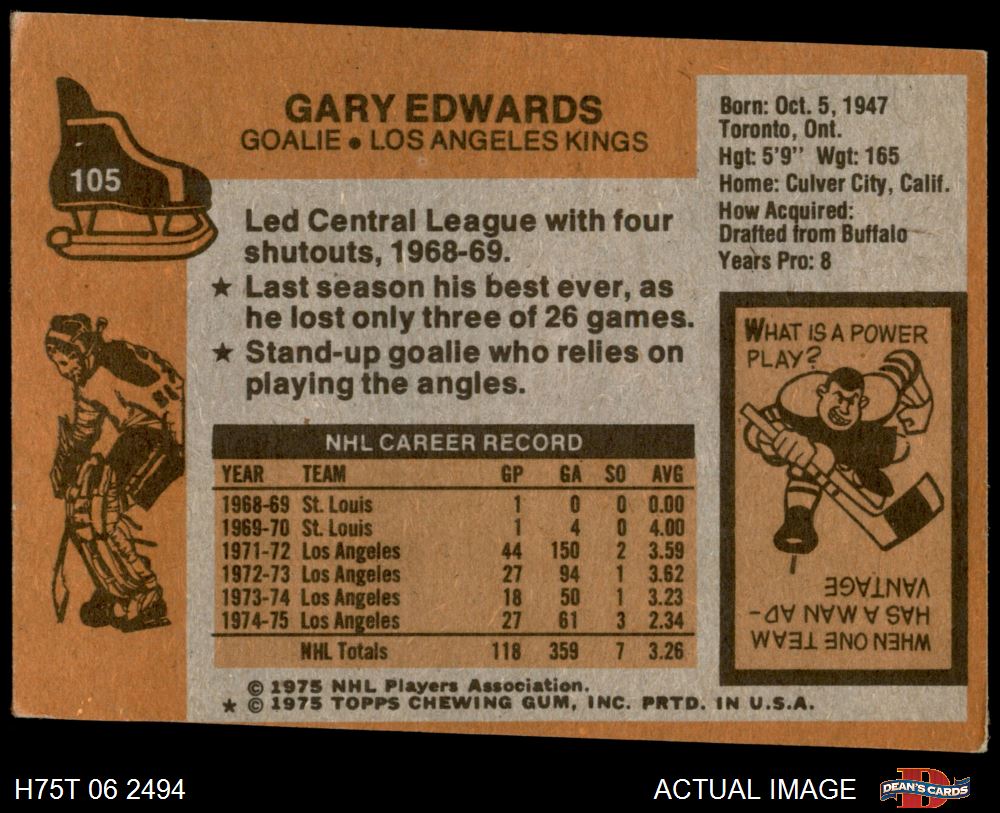 105
GARY EDWARDS
GOALIE • LOS ANGELES KINGS
Led Central League with four
shutouts, 1968-69.
★ Last season his best ever, as
he lost only three of 26 games.
★ Stand-up goalie who relies on
playing the angles.
Born: Oct. 5, 1947
Toronto, Ont.
Hgt: 5'9" Wgt: 165
Home: Culver City, Calif.
How Acquired:
Drafted from Buffalo
Years Pro: 8
NHL CAREER RECORD
YEAR TEAM GP GA SO AVG
1968-69 St. Louis 1 0 0 0.00
1969-70 St. Louis 1 4 0 4.00
1971-72 Los Angeles 44 150 2 3.59
1972-73 Los Angeles 27 94 1 3.62
1973-74 Los Angeles 18 50 1 3.23
1974-75 Los Angeles 27 61 3 2.34
NHL Totals 118 359 7 3.26
WHAT IS A POWER
PLAY?
WHEN ONE TEAM
HAS A MAN AD-
VANTAGE
© 1975 NHL Players Association.
★ © 1975 TOPPS CHEWING GUM, INC. PRTD. IN U.S.A.
H75T 06 2494
ACTUAL IMAGE
D
DEAN'S CARDS